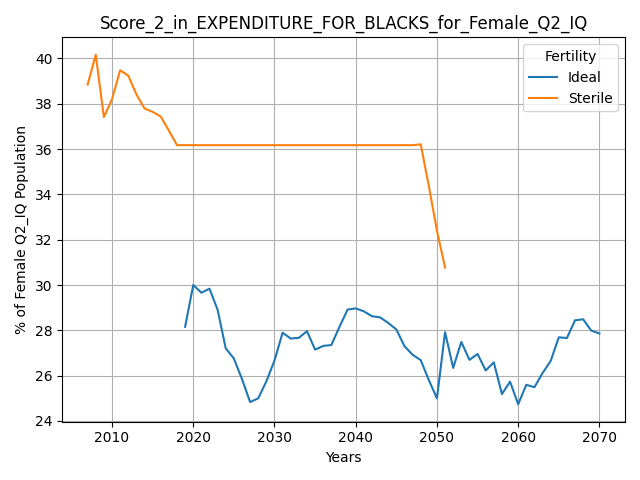 Score_2_in_EXPENDITURE_FOR_BLACKS_for_Female_Q2_IQ
Fertility
Ideal
Sterile
% of Female Q2_IQ Population
40
38
36
34
32
30
28
26
24
2010 2020 2030 2040 2050 2060 2070
Years